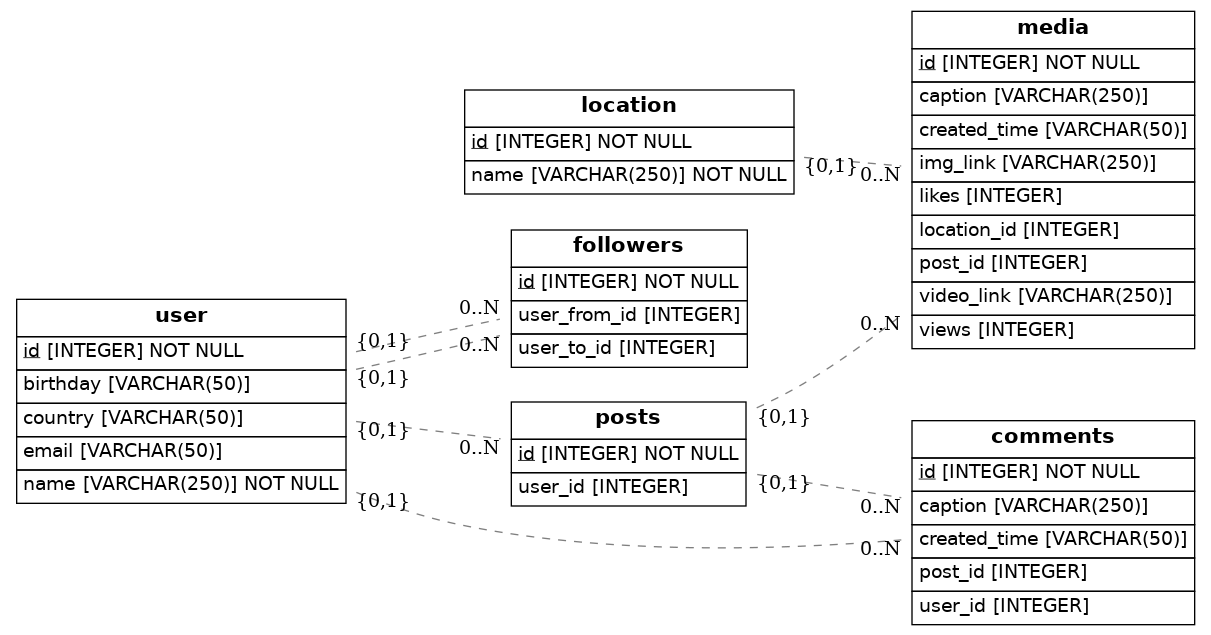 media
id [INTEGER] NOT NULL
caption [VARCHAR(250)]
created_time [VARCHAR(50)]
img_link [VARCHAR(250)]
likes [INTEGER]
location_id [INTEGER]
post_id [INTEGER]
video_link [VARCHAR(250)]
views [INTEGER]
location
id [INTEGER] NOT NULL
name [VARCHAR(250)] NOT NULL
{0,1}
0..N
followers
id [INTEGER] NOT NULL
user_from_id [INTEGER]
user_to_id [INTEGER]
0..N
0..N
user
id [INTEGER] NOT NULL
birthday [VARCHAR(50)]
country [VARCHAR(50)]
email [VARCHAR(50)]
name [VARCHAR(250)] NOT NULL
{0,1}
{0,1}
{0,1}
{0,1}
0..N
posts
id [INTEGER] NOT NULL
user_id [INTEGER]
0..N
{0,1}
{0,1}
0..N
0..N
comments
id [INTEGER] NOT NULL
caption [VARCHAR(250)]
created_time [VARCHAR(50)]
post_id [INTEGER]
user_id [INTEGER]